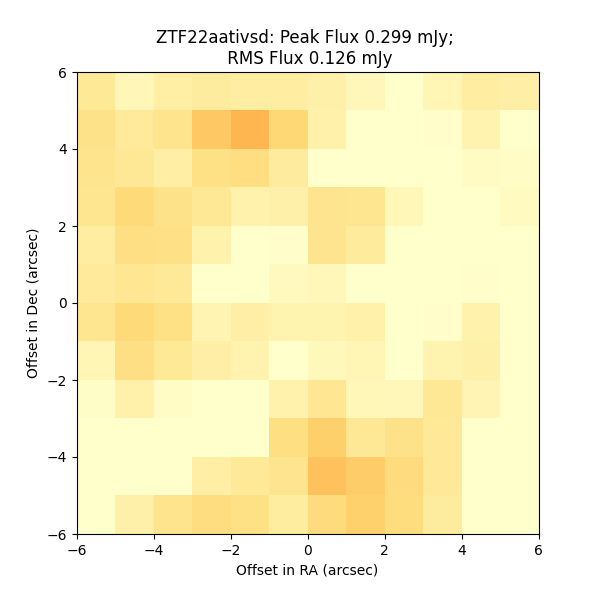 ZTF22aativsd: Peak Flux 0.299 mJy;
RMS Flux 0.126 mJy
6
4
2
0
−2
−4
−6
Offset in Dec (arcsec)
−6 −4 −2 0 2 4 6
Offset in RA (arcsec)